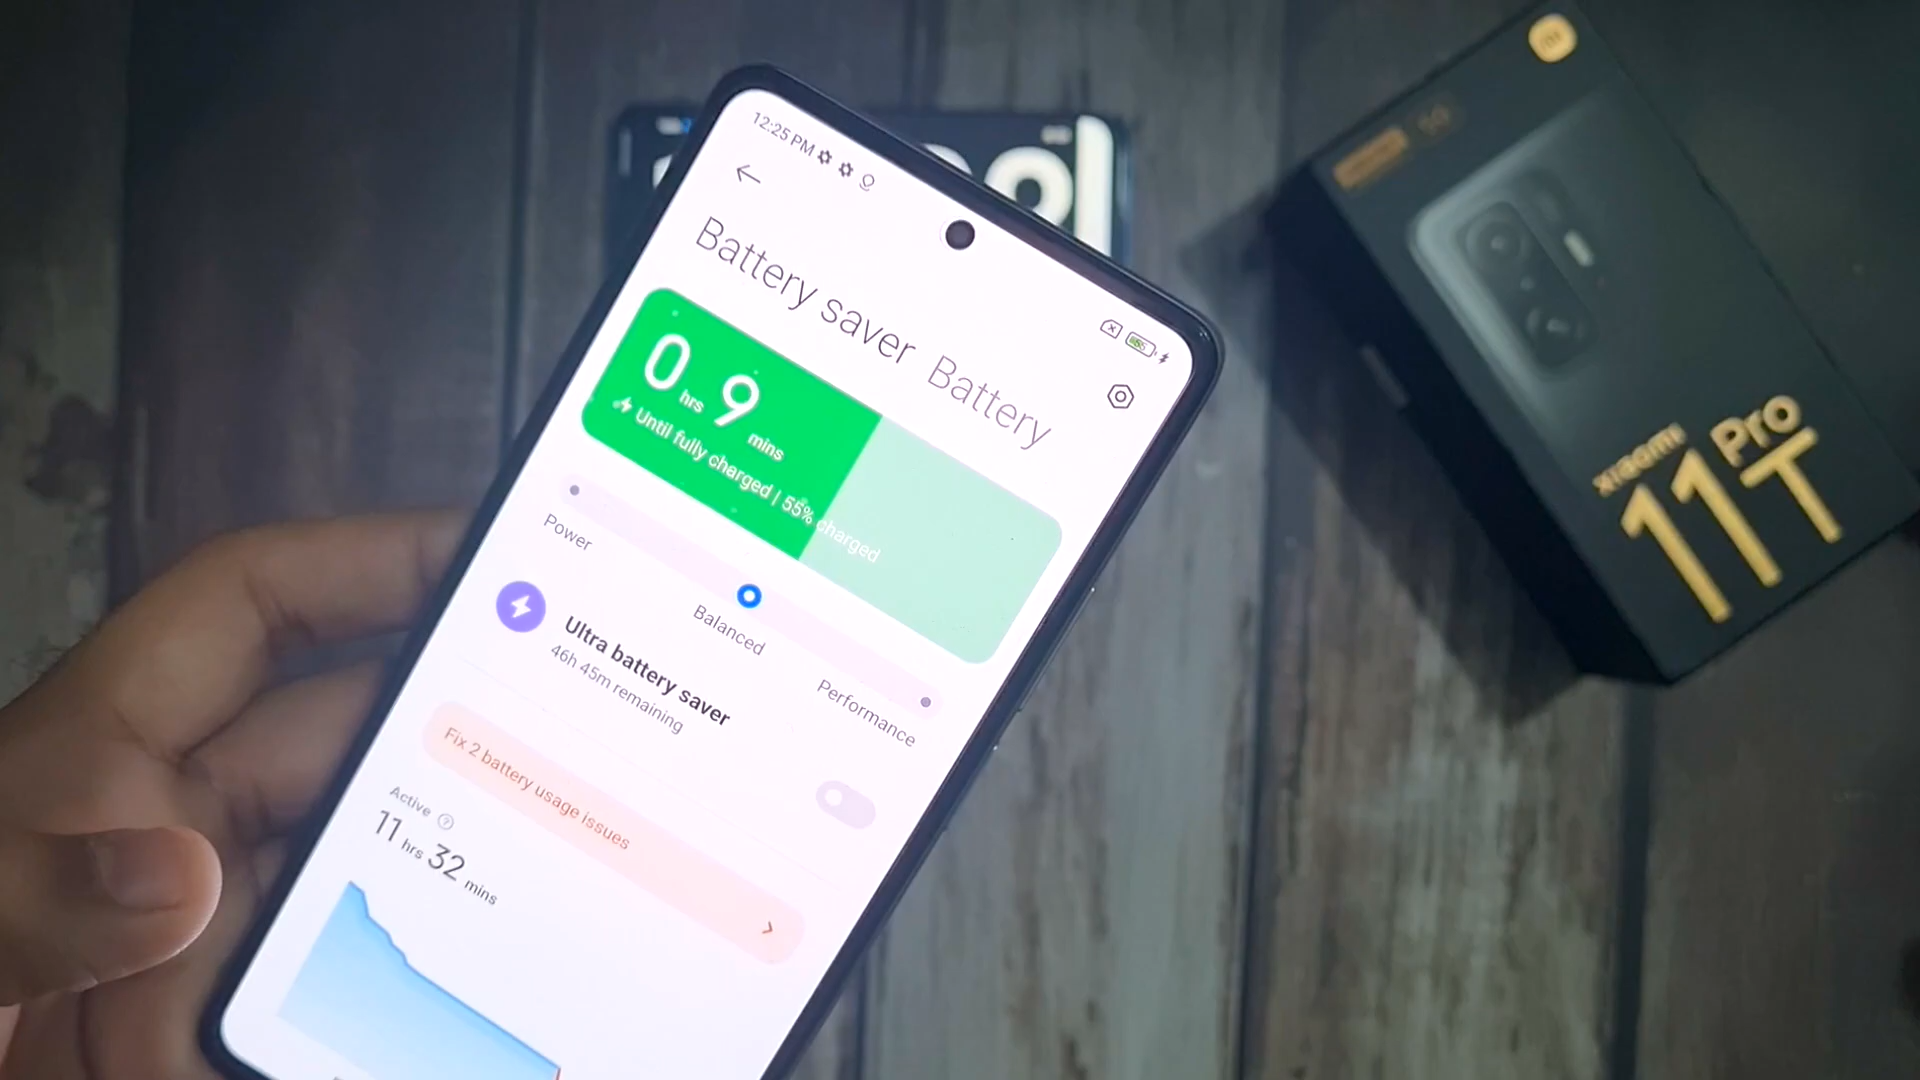 12:25 PM
Battery saver Battery
0 hrs 9 mins
Until fully charged | 55% charged
Power
Balanced
Performance
Ultra battery saver
46h 45m remaining
Fix 2 battery usage issues
Active
11 hrs 32 mins
xiaomi
11T Pro